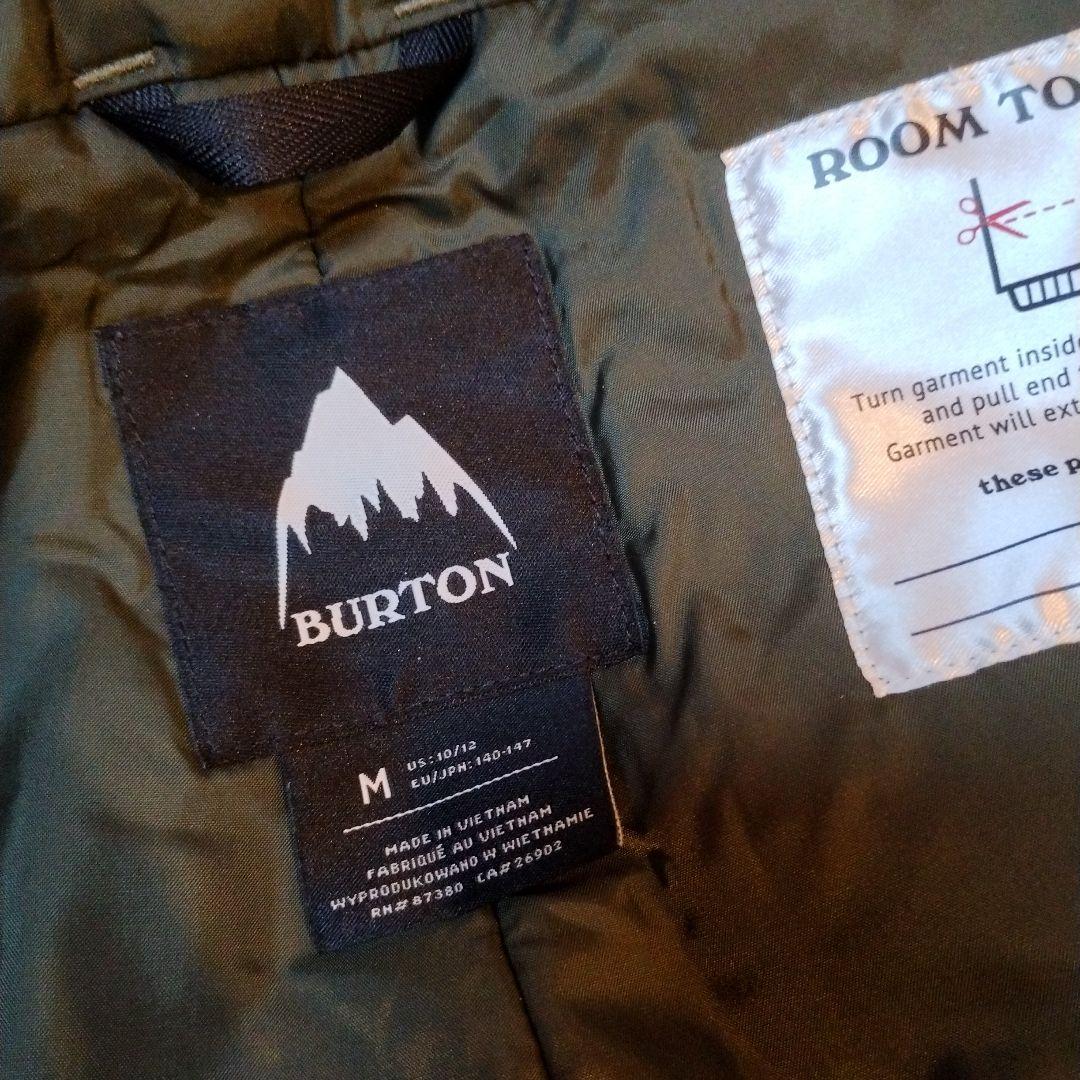 BURTON
M
US: 10/12
EU/JPN: 140-147
MADE IN VIETNAM
FABRIQUÉ AU VIETNAM
WYPRODUKOWANO W WIETNAMIE
RN# 87380 CA# 26902
ROOM TO
Turn garment inside
and pull end
Garment will ext
these p